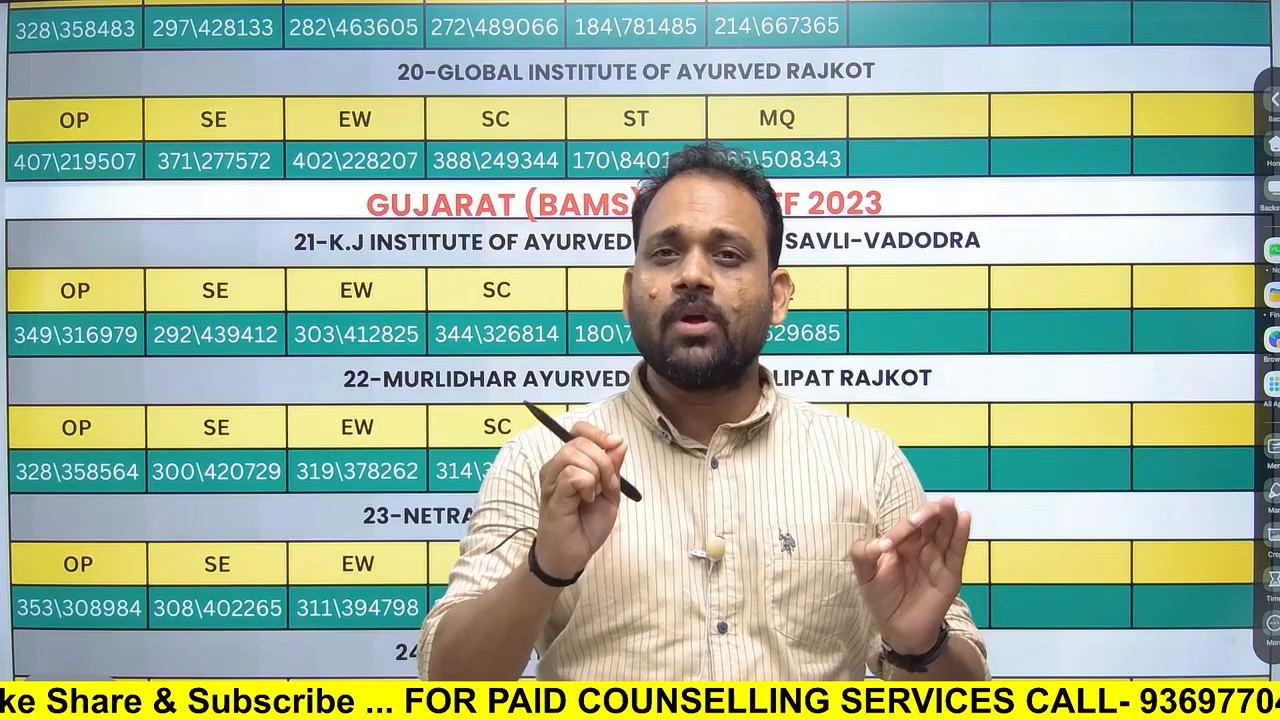 328\358483 297\428133 282\463605 272\489066 184\781485 214\667365
20-GLOBAL INSTITUTE OF AYURVED RAJKOT
OP SE EW SC ST MQ
407\219507 371\277572 402\228207 388\249344 170\8401 \508343
GUJARAT (BAMS) 2023
21-K.J INSTITUTE OF AYURVED SAVLI-VADODRA
OP SE EW SC
349\316979 292\439412 303\412825 344\326814 180\7 29685
22-MURLIDHAR AYURVED LIPAT RAJKOT
OP SE EW SC
328\358564 300\420729 319\378262 314\3
23-NETRA
OP SE EW
353\308984 308\402265 311\394798
24
ke Share & Subscribe ... FOR PAID COUNSELLING SERVICES CALL- 9369770